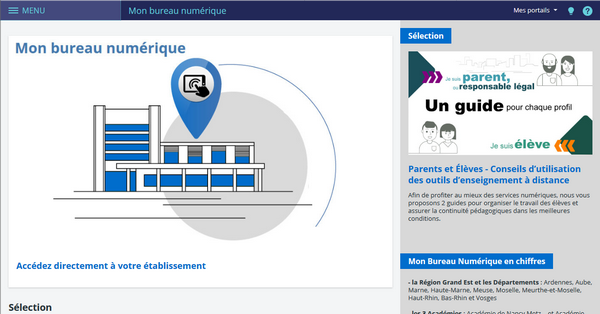 MENU
Mon bureau numérique
Mes portails
Mon bureau numérique
Accédez directement à votre établissement
Sélection
Sélection
Je suis parent,
ou responsable légal
Un guide pour chaque profil
Je suis élève
Parents et Élèves - Conseils d’utilisation
des outils d’enseignement à distance
Afin de profiter au mieux des services numériques, nous vous
proposons 2 guides pour organiser le travail des élèves et
assurer la continuité pédagogiques dans les meilleures
conditions.
Mon Bureau Numérique en chiffres
- la Région Grand Est et les Départements : Ardennes, Aube,
Marne, Haute-Marne, Meuse, Moselle, Meurthe-et-Moselle,
Haut-Rhin, Bas-Rhin et Vosges
- les 3 Académies : Académie de Nancy Metz, et Académie